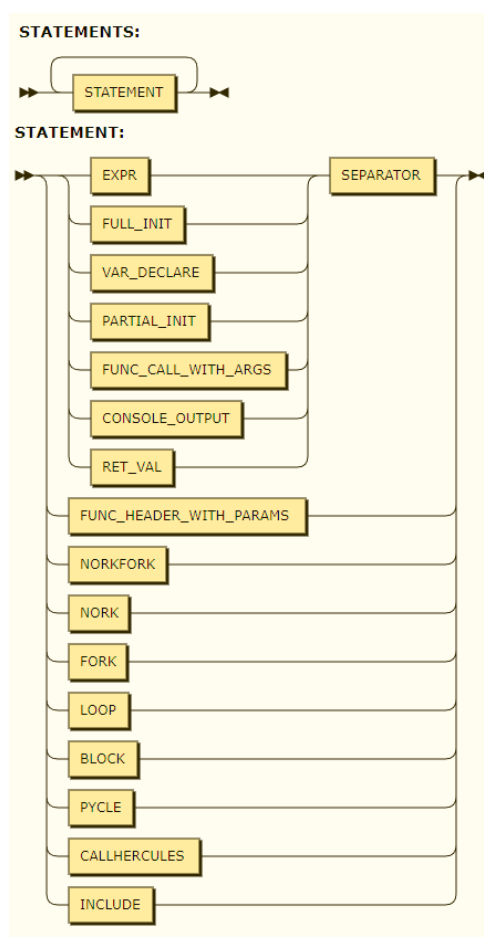 STATEMENTS:
STATEMENT
STATEMENT:
EXPR SEPARATOR
FULL_INIT
VAR_DECLARE
PARTIAL_INIT
FUNC_CALL_WITH_ARGS
CONSOLE_OUTPUT
RET_VAL
FUNC_HEADER_WITH_PARAMS
NORKFORK
NORK
FORK
LOOP
BLOCK
PYCLE
CALLHERCULES
INCLUDE